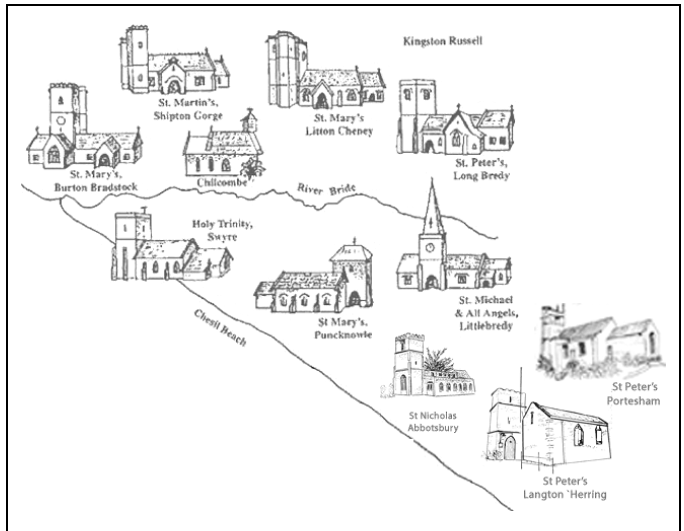 Kingston Russell
St. Martin's,
Shipton Gorge
St. Mary's
Litton Cheney
St. Peter's,
Long Bredy
St. Mary's,
Burton Bradstock
Chilcombe
River Bride
Holy Trinity,
Swyre
Chesil Beach
St Mary's,
Puncknowle
St. Michael
& All Angels,
Littlebredy
St Nicholas
Abbotsbury
St Peter's
Portesham
St Peter's
Langton `Herring